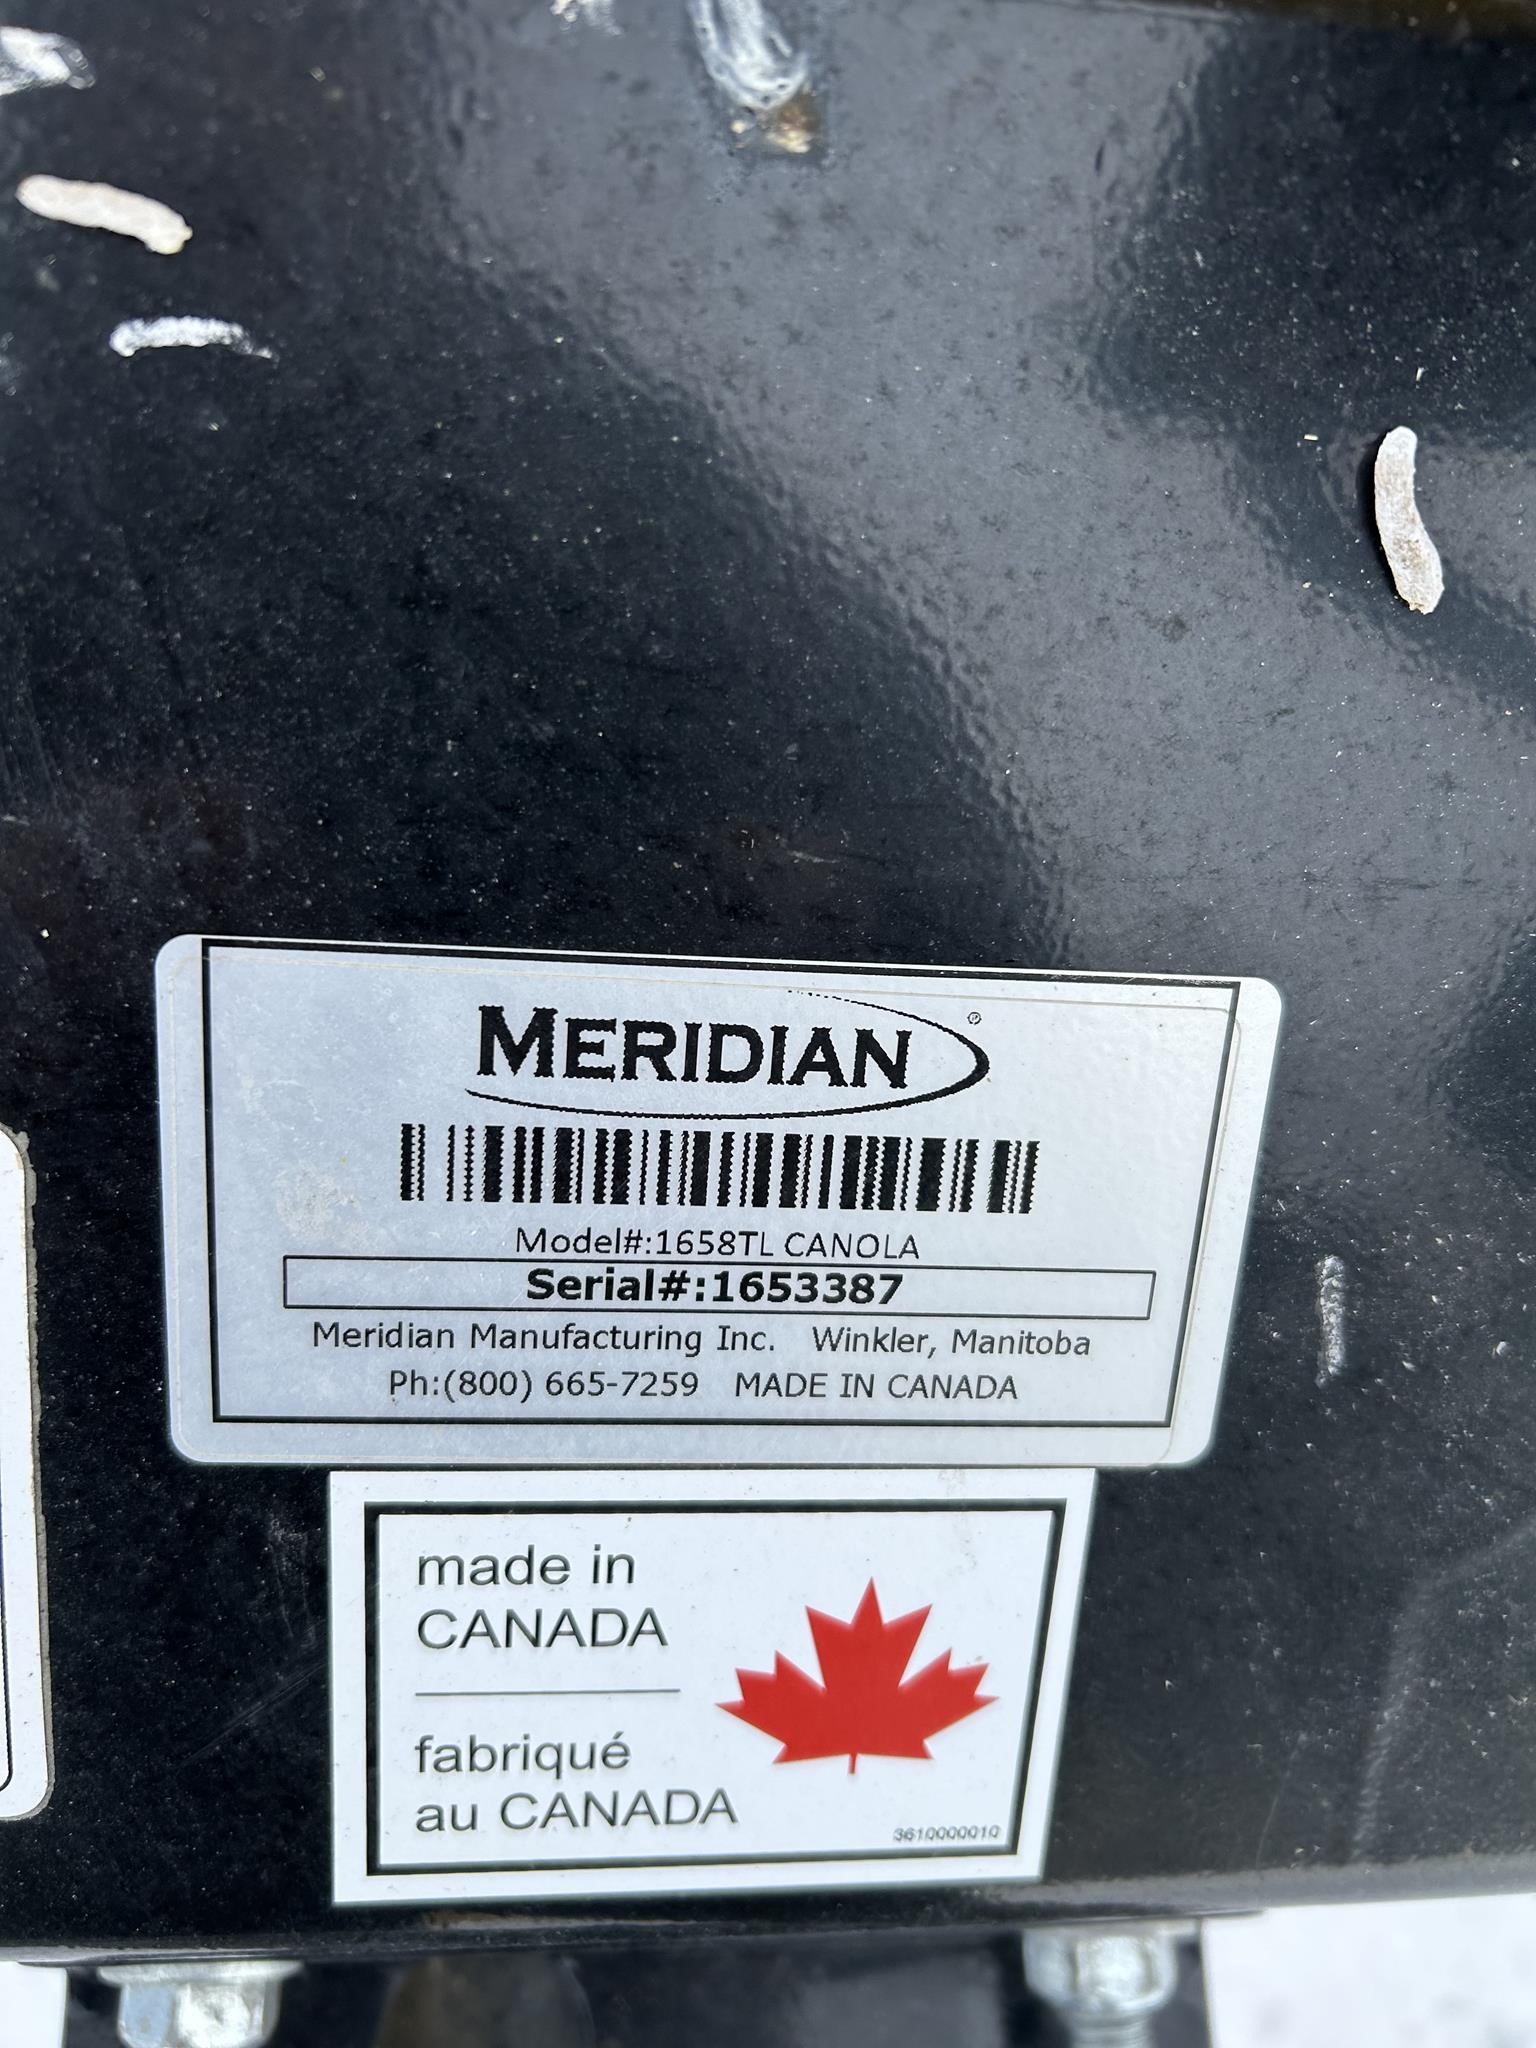 MERIDIAN®
Model#:1658TL CANOLA
Serial#:1653387
Meridian Manufacturing Inc. Winkler, Manitoba
Ph:(800) 665-7259 MADE IN CANADA
made in
CANADA
fabriqué
au CANADA
3610000010